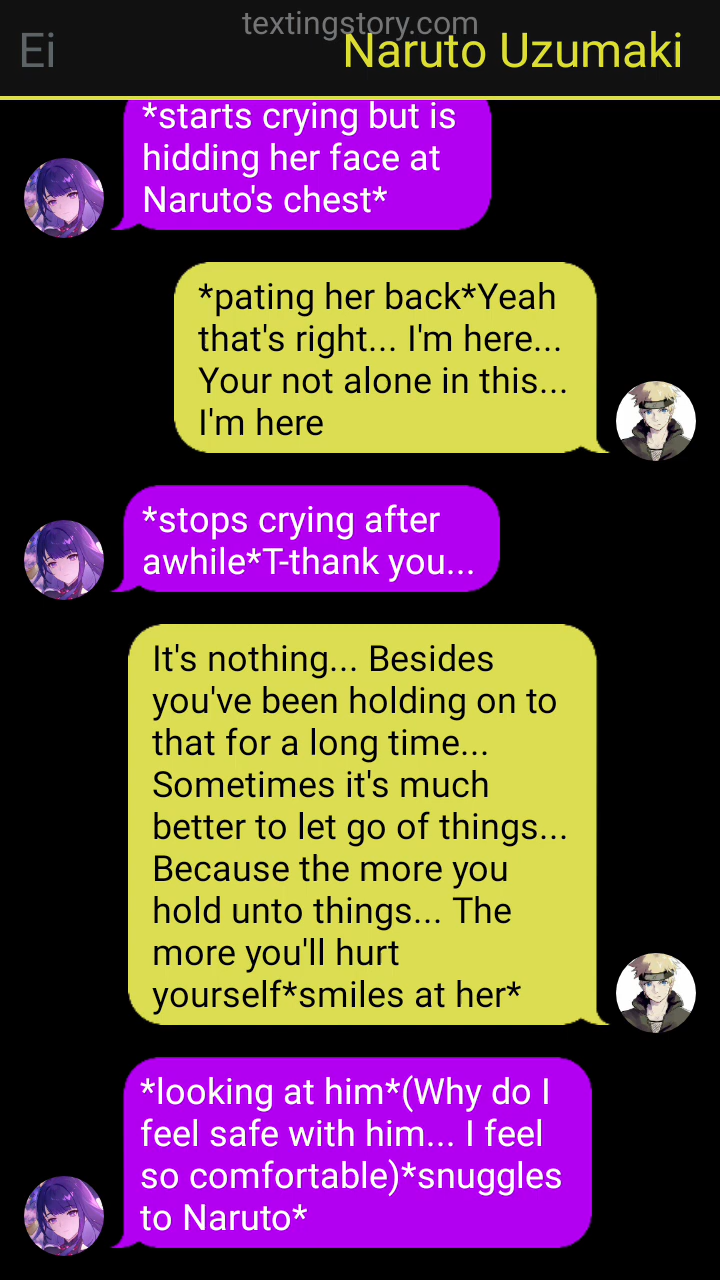 textingstory.com
Ei
Naruto Uzumaki
*starts crying but is
hidding her face at
Naruto's chest*
*pating her back*Yeah
that's right... I'm here...
Your not alone in this...
I'm here
*stops crying after
awhile*T-thank you...
It's nothing... Besides
you've been holding on to
that for a long time...
Sometimes it's much
better to let go of things...
Because the more you
hold unto things... The
more you'll hurt
yourself*smiles at her*
*looking at him*(Why do I
feel safe with him... I feel
so comfortable)*snuggles
to Naruto*